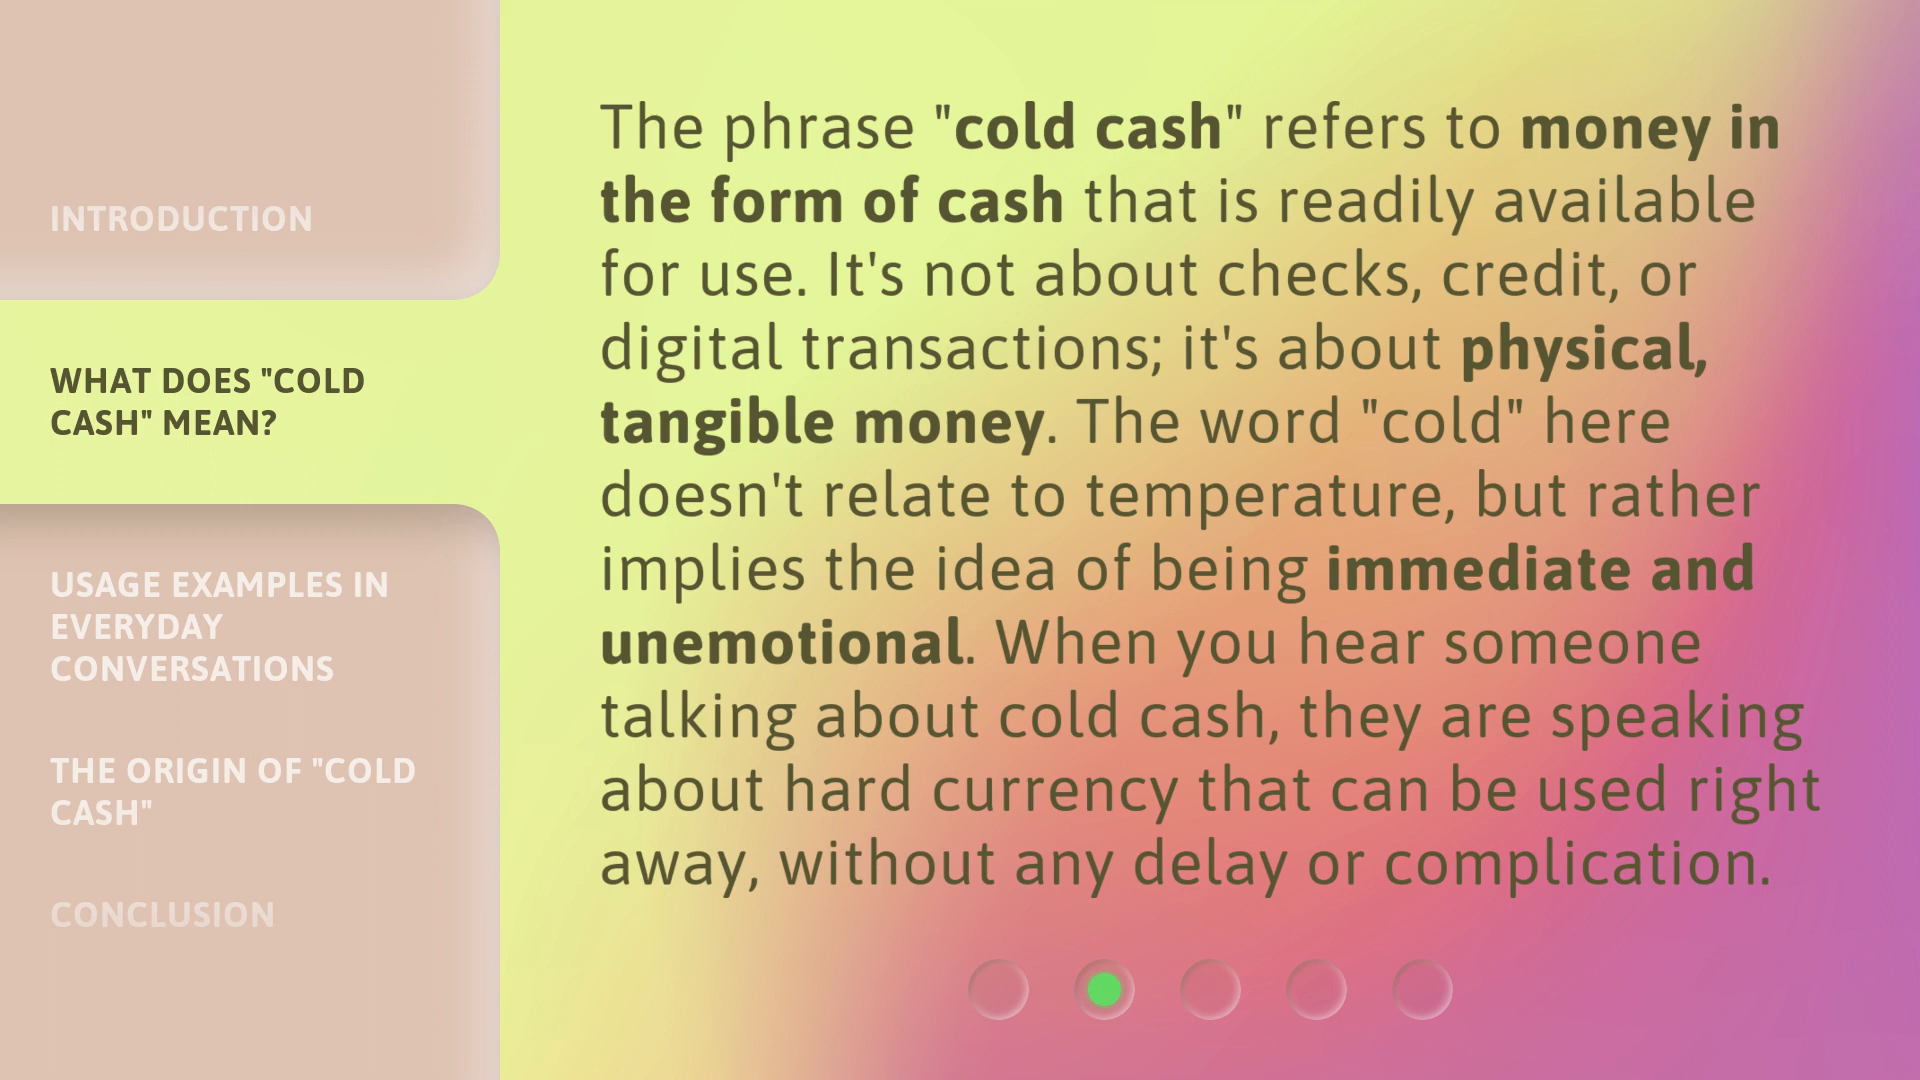 INTRODUCTION
WHAT DOES "COLD
CASH" MEAN?
USAGE EXAMPLES IN
EVERYDAY
CONVERSATIONS
THE ORIGIN OF "COLD
CASH"
CONCLUSION
The phrase "cold cash" refers to money in
the form of cash that is readily available
for use. It's not about checks, credit, or
digital transactions; it's about physical,
tangible money. The word "cold" here
doesn't relate to temperature, but rather
implies the idea of being immediate and
unemotional. When you hear someone
talking about cold cash, they are speaking
about hard currency that can be used right
away, without any delay or complication.